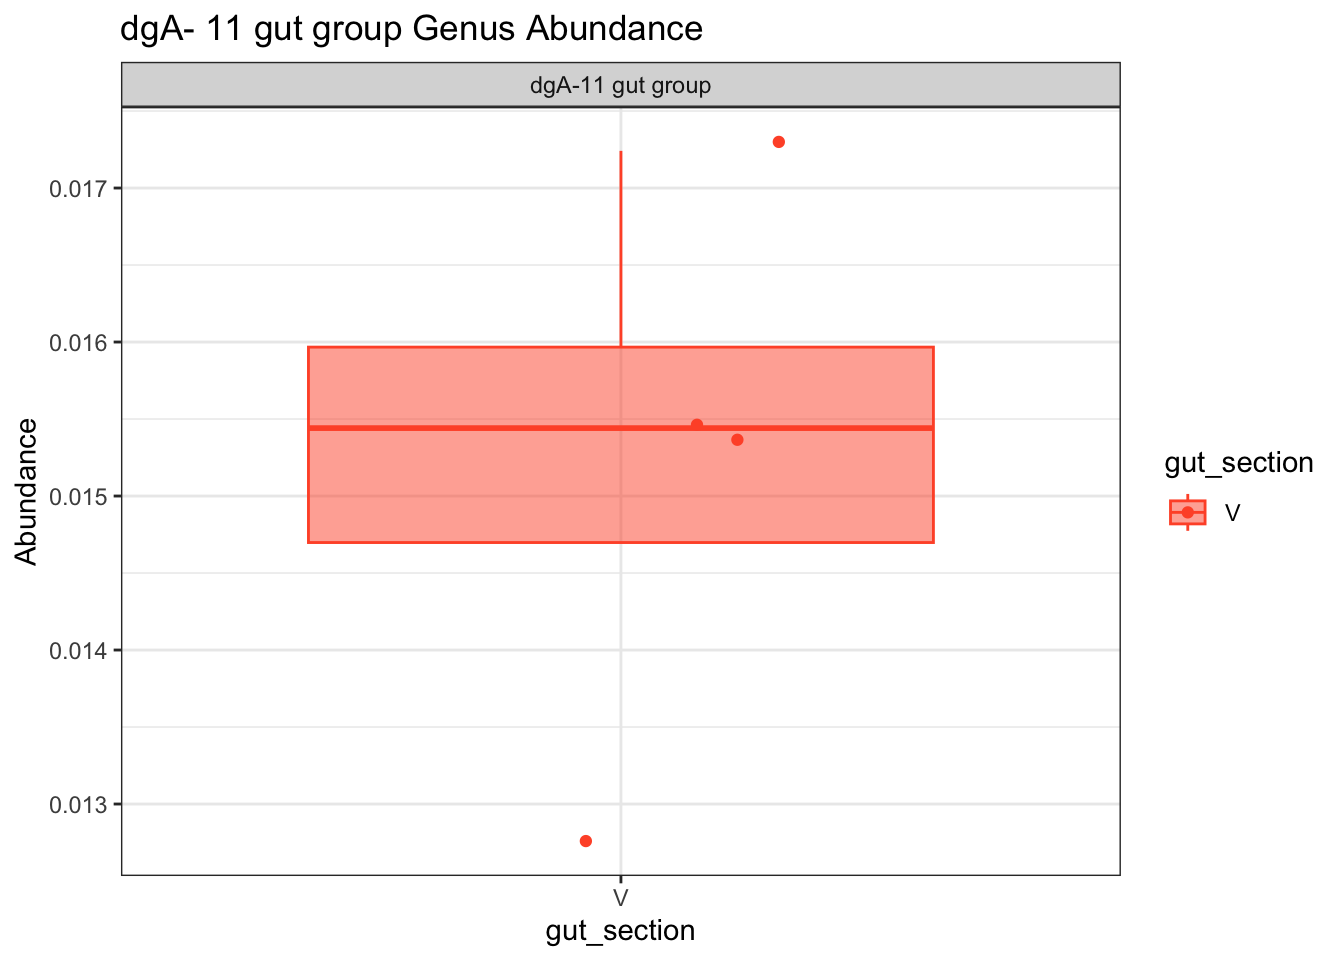 dgA- 11 gut group Genus Abundance
dgA-11 gut group
0.017
0.016
0.015
0.014
0.013
Abundance
V
gut_section
gut_section
V